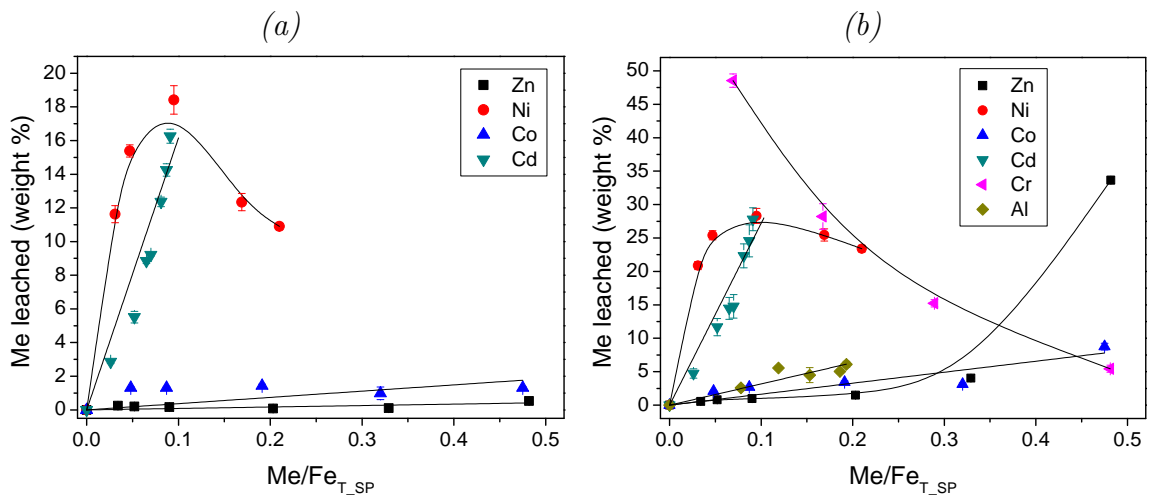 (a)
20
18
16
14
12
10
8
6
4
2
0
Me leached (weight %)
Zn
Ni
Co
Cd
0.0 0.1 0.2 0.3 0.4 0.5
Me/Fe_T_SP
(b)
50
45
40
35
30
25
20
15
10
5
0
Me leached (weight %)
Zn
Ni
Co
Cd
Cr
Al
0.0 0.1 0.2 0.3 0.4 0.5
Me/Fe_T_SP